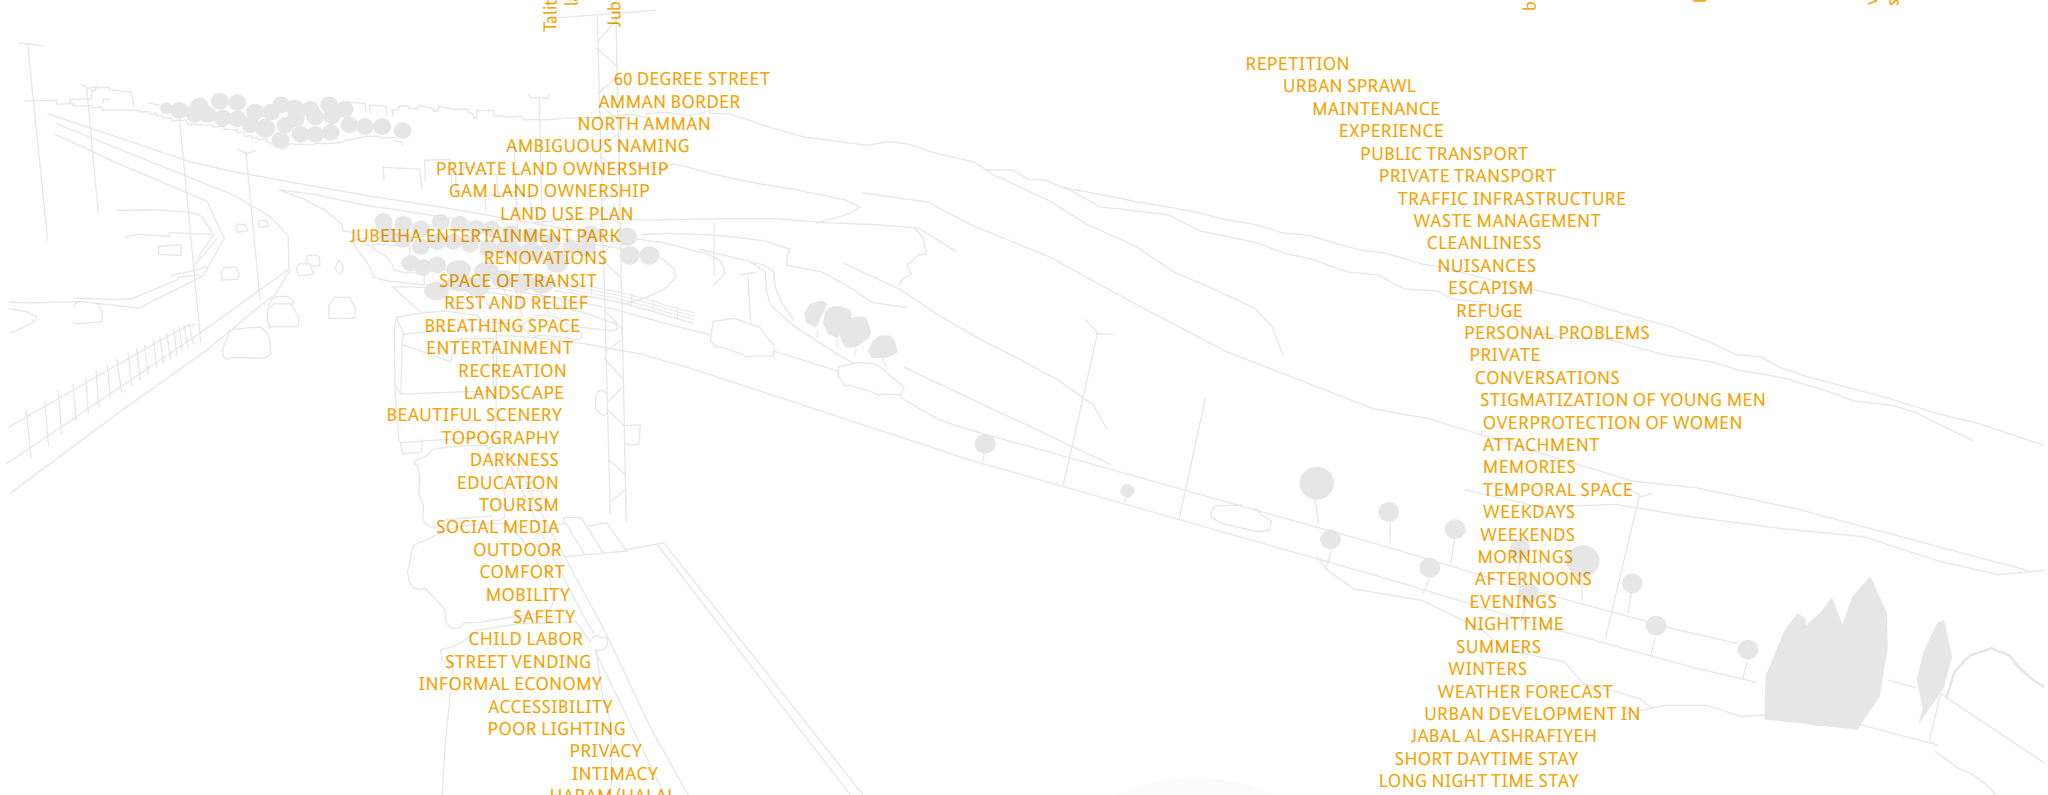 Talit
Jub
60 DEGREE STREET
AMMAN BORDER
NORTH AMMAN
AMBIGUOUS NAMING
PRIVATE LAND OWNERSHIP
GAM LAND OWNERSHIP
LAND USE PLAN
JUBEIHA ENTERTAINMENT PARK
RENOVATIONS
SPACE OF TRANSIT
REST AND RELIEF
BREATHING SPACE
ENTERTAINMENT
RECREATION
LANDSCAPE
BEAUTIFUL SCENERY
TOPOGRAPHY
DARKNESS
EDUCATION
TOURISM
SOCIAL MEDIA
OUTDOOR
COMFORT
MOBILITY
SAFETY
CHILD LABOR
STREET VENDING
INFORMAL ECONOMY
ACCESSIBILITY
POOR LIGHTING
PRIVACY
INTIMACY
HARAM/HALAL
REPETITION
URBAN SPRAWL
MAINTENANCE
EXPERIENCE
PUBLIC TRANSPORT
PRIVATE TRANSPORT
TRAFFIC INFRASTRUCTURE
WASTE MANAGEMENT
CLEANLINESS
NUISANCES
ESCAPISM
REFUGE
PERSONAL PROBLEMS
PRIVATE
CONVERSATIONS
STIGMATIZATION OF YOUNG MEN
OVERPROTECTION OF WOMEN
ATTACHMENT
MEMORIES
TEMPORAL SPACE
WEEKDAYS
WEEKENDS
MORNINGS
AFTERNOONS
EVENINGS
NIGHTTIME
SUMMERS
WINTERS
WEATHER FORECAST
URBAN DEVELOPMENT IN
JABAL AL ASHRAFIYEH
SHORT DAYTIME STAY
LONG NIGHT TIME STAY